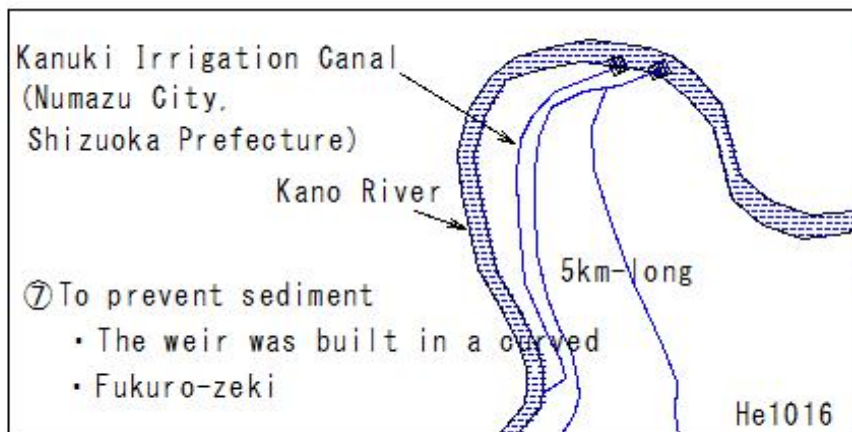 Kanuki Irrigation Canal
(Numazu City,
Shizuoka Prefecture)
Kano River
5km-long
⑦To prevent sediment
・The weir was built in a curved
・Fukuro-zeki
He1016